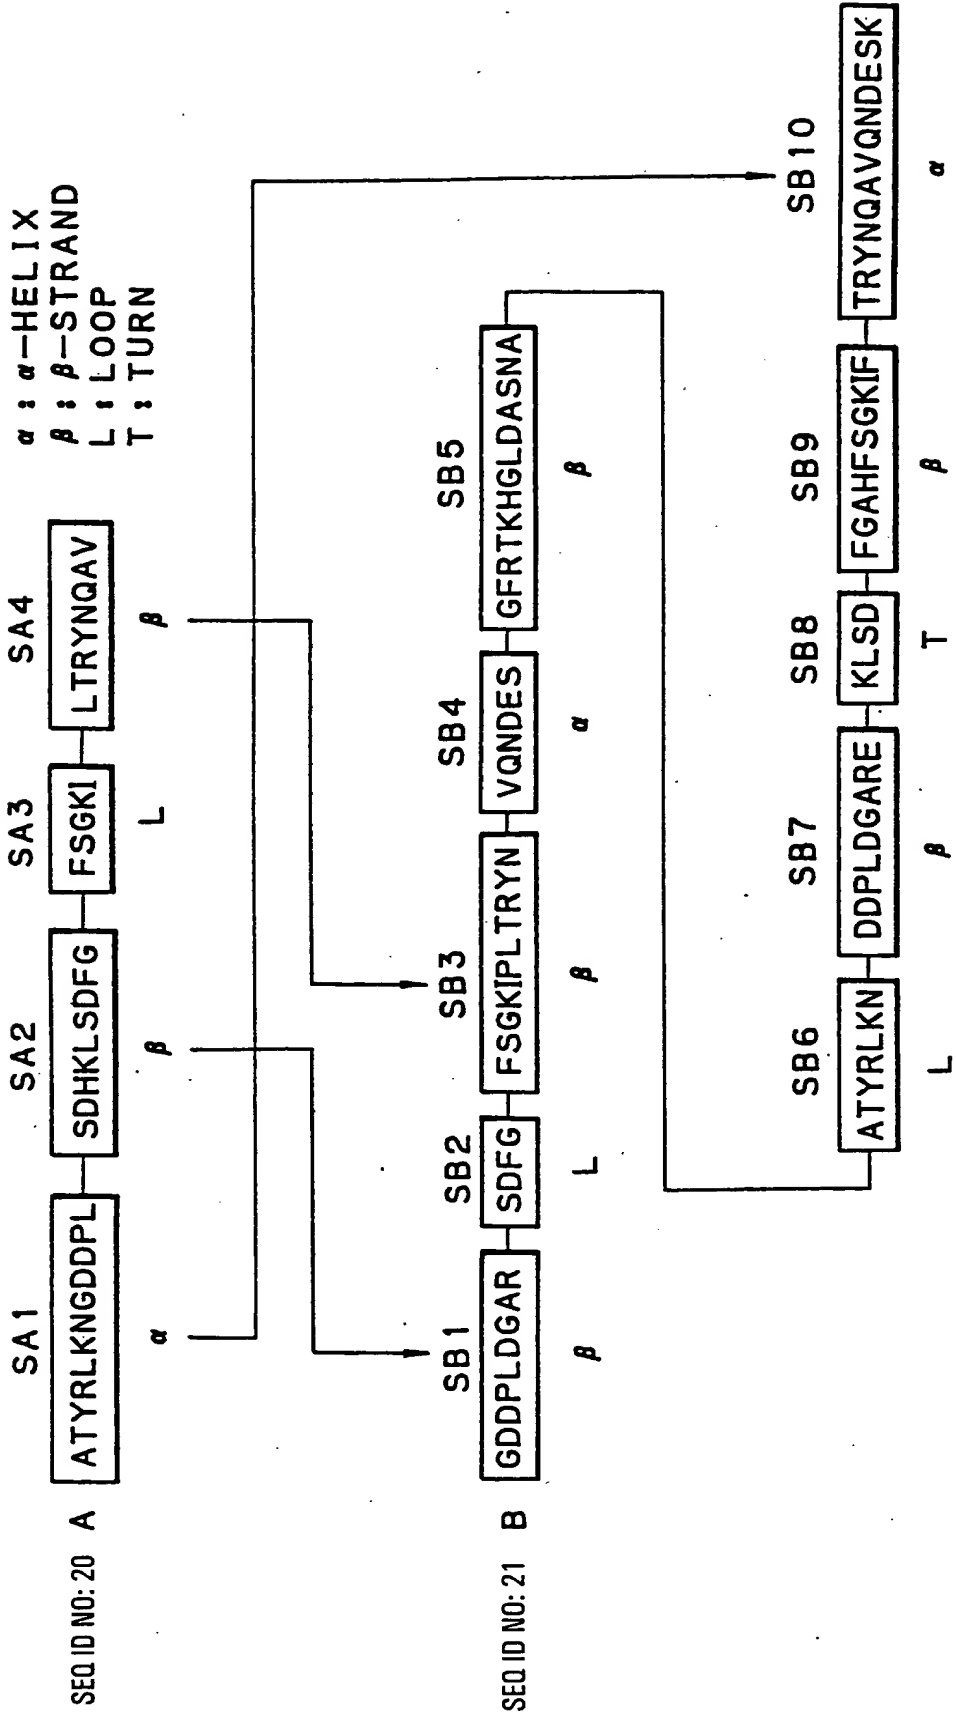 α : α-HELIX
β : β-STRAND
L : LOOP
T : TURN
SA1 SA2 SA3 SA4
SEQ ID NO: 20 A ATYRLKNGDDPL SDHKLSDFG FSGKI LTRYNQAV
α β L β
SB1 SB2 SB3 SB4 SB5
SEQ ID NO: 21 B GDDPLDGAR SDFG FSGKIPLTRYN VQNDES GFRTKHGLDASNA
β L β α β
SB6 SB7 SB8 SB9 SB10
ATYRLKN DDPLDGARE KLSD FGAHFSGKIF TRYNQAVQNDESK
L β T β α